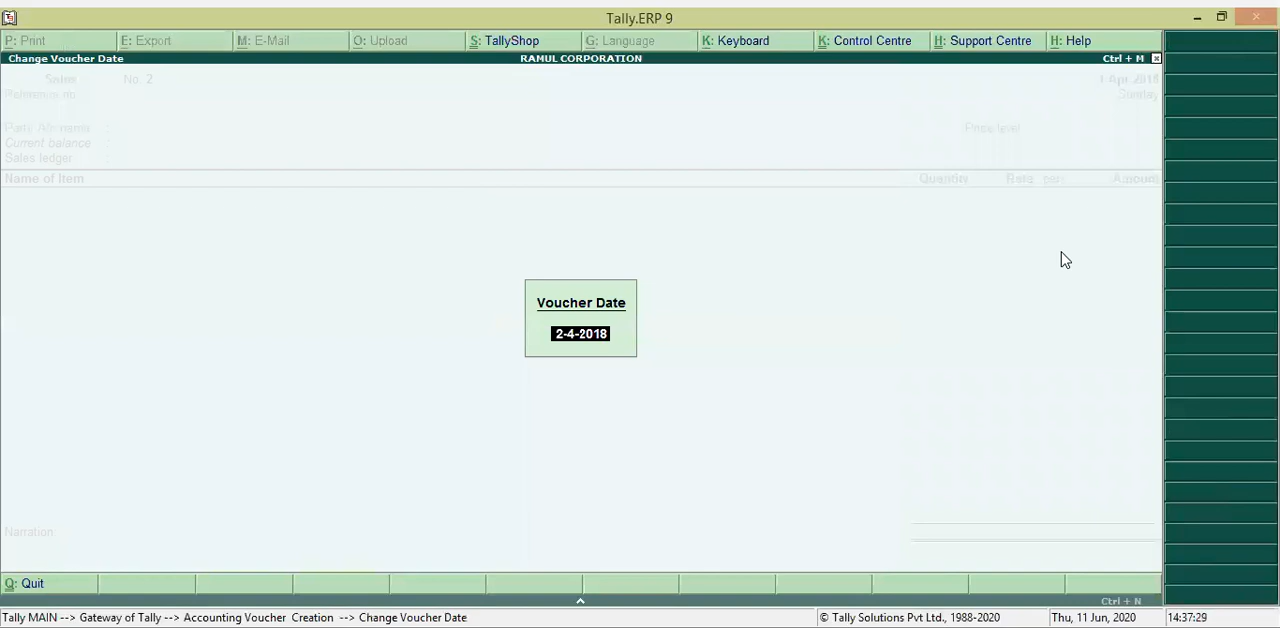 Tally.ERP 9
P: Print E: Export M: E-Mail O: Upload S: TallyShop G: Language K: Keyboard K: Control Centre H: Support Centre H: Help
Change Voucher Date RAMUL CORPORATION Ctrl + M
Sales No. 2 1 Apr 2018
Reference no. Sunday
Party A/c name : Price level
Current balance :
Sales ledger :
Name of Item Quantity Rate per Amount
Voucher Date
2-4-2018
Narration:
Q: Quit
Ctrl + N
Tally MAIN --> Gateway of Tally --> Accounting Voucher Creation --> Change Voucher Date © Tally Solutions Pvt Ltd., 1988-2020 Thu, 11 Jun, 2020 14:37:29